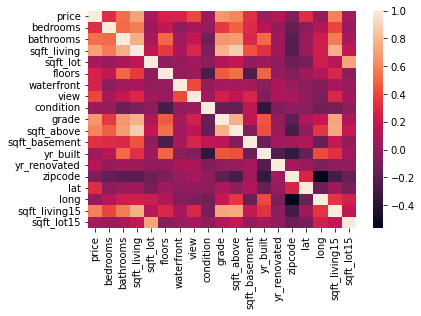 price
bedrooms
bathrooms
sqft_living
sqft_lot
floors
waterfront
view
condition
grade
sqft_above
sqft_basement
yr_built
yr_renovated
zipcode
lat
long
sqft_living15
sqft_lot15
price
bedrooms
bathrooms
sqft_living
sqft_lot
floors
waterfront
view
condition
grade
sqft_above
sqft_basement
yr_built
yr_renovated
zipcode
lat
long
sqft_living15
sqft_lot15
1.0
0.8
0.6
0.4
0.2
0.0
−0.2
−0.4